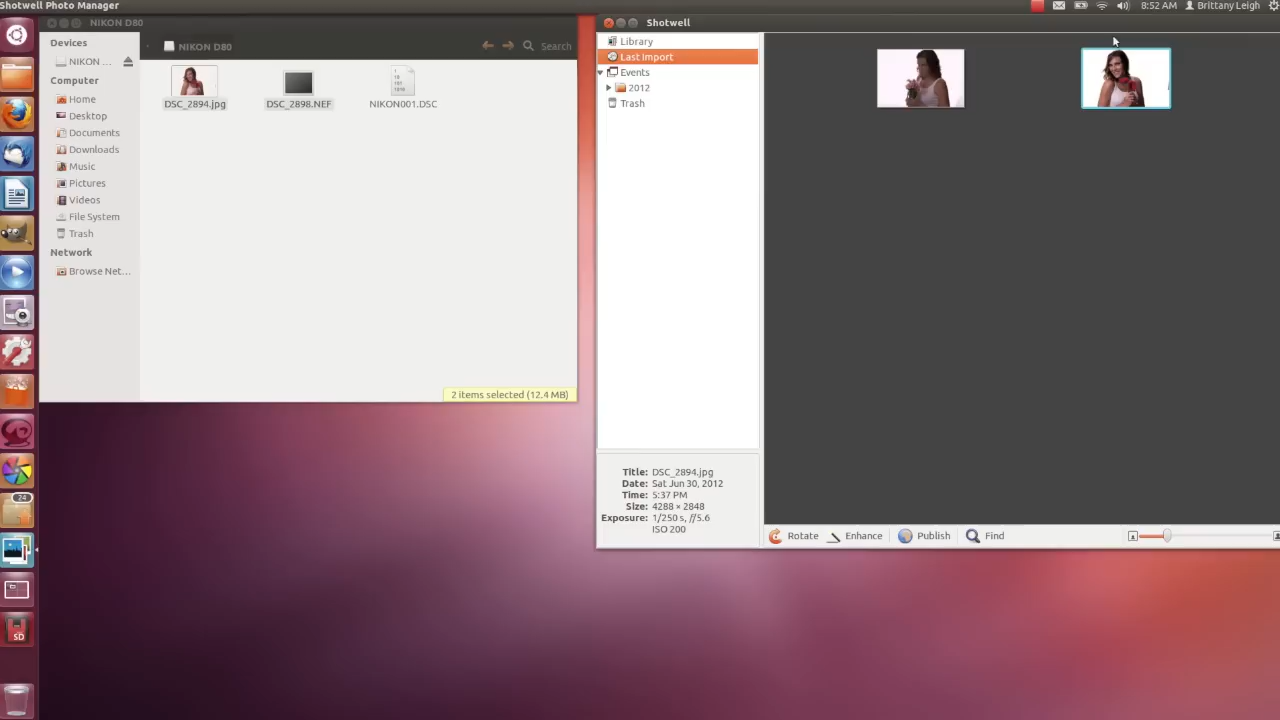 Shotwell Photo Manager
8:52 AM
Brittany Leigh
NIKON D80
Devices
NIKON ...
Computer
Home
Desktop
Documents
Downloads
Music
Pictures
Videos
File System
Trash
Network
Browse Net...
NIKON D80
Search
DSC_2894.jpg
DSC_2898.NEF
NIKON001.DSC
2 items selected (12.4 MB)
Shotwell
Library
Last Import
Events
2012
Trash
Title: DSC_2894.jpg
Date: Sat Jun 30, 2012
Time: 5:37 PM
Size: 4288 × 2848
Exposure: 1/250 s, f/5.6
ISO 200
Rotate
Enhance
Publish
Find
24
SD